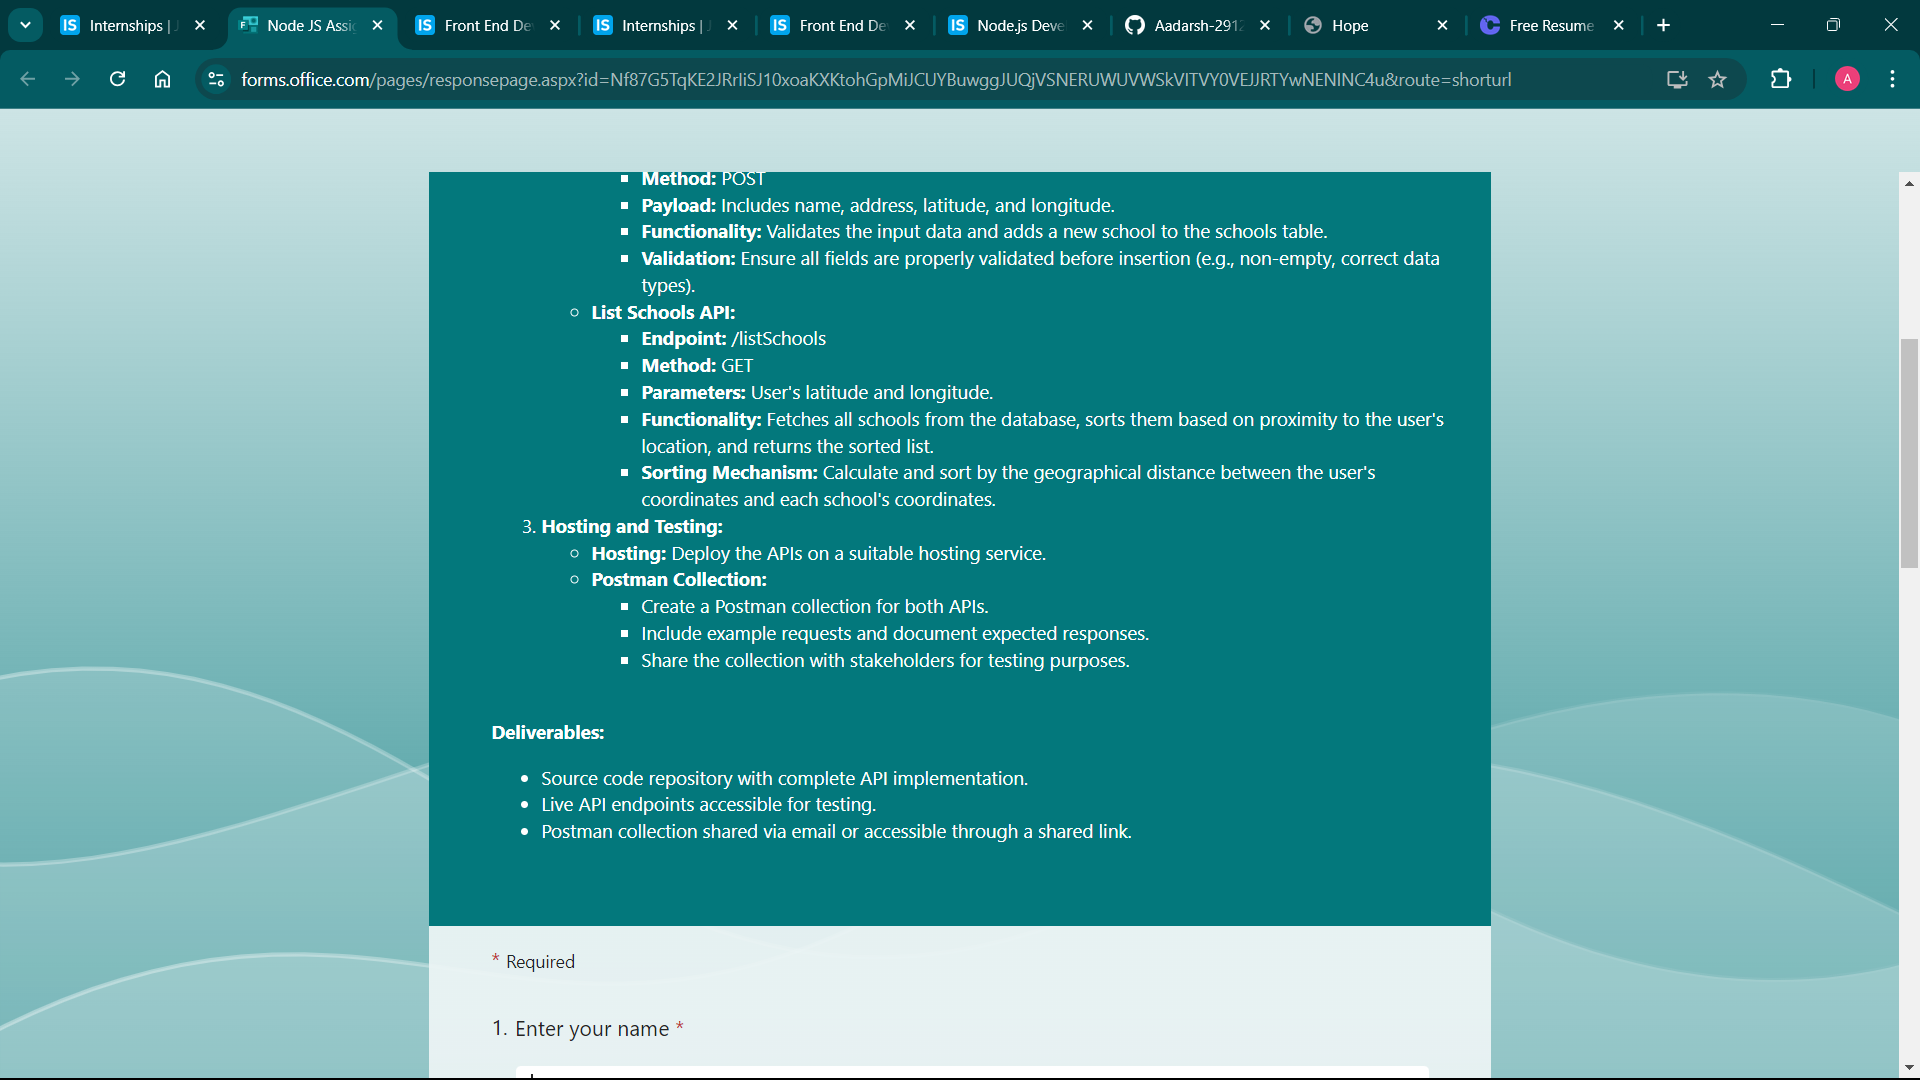 Internships | J
Node JS Assig
Front End De
Internships | J
Front End De
Node.js Deve
Aadarsh-2912
Hope
Free Resume
forms.office.com/pages/responsepage.aspx?id=Nf87G5TqKE2JRrIiSJ10xoaKXKtohGpMiJCUYBuwggJUQjVSNERUWUVWSkVITVY0VEJJRTYwNENINC4u&route=shorturl
A
▪ Method: POST
▪ Payload: Includes name, address, latitude, and longitude.
▪ Functionality: Validates the input data and adds a new school to the schools table.
▪ Validation: Ensure all fields are properly validated before insertion (e.g., non-empty, correct data
types).
○ List Schools API:
▪ Endpoint: /listSchools
▪ Method: GET
▪ Parameters: User's latitude and longitude.
▪ Functionality: Fetches all schools from the database, sorts them based on proximity to the user's
location, and returns the sorted list.
▪ Sorting Mechanism: Calculate and sort by the geographical distance between the user's
coordinates and each school's coordinates.
3. Hosting and Testing:
○ Hosting: Deploy the APIs on a suitable hosting service.
○ Postman Collection:
▪ Create a Postman collection for both APIs.
▪ Include example requests and document expected responses.
▪ Share the collection with stakeholders for testing purposes.
Deliverables:
• Source code repository with complete API implementation.
• Live API endpoints accessible for testing.
• Postman collection shared via email or accessible through a shared link.
* Required
1. Enter your name *